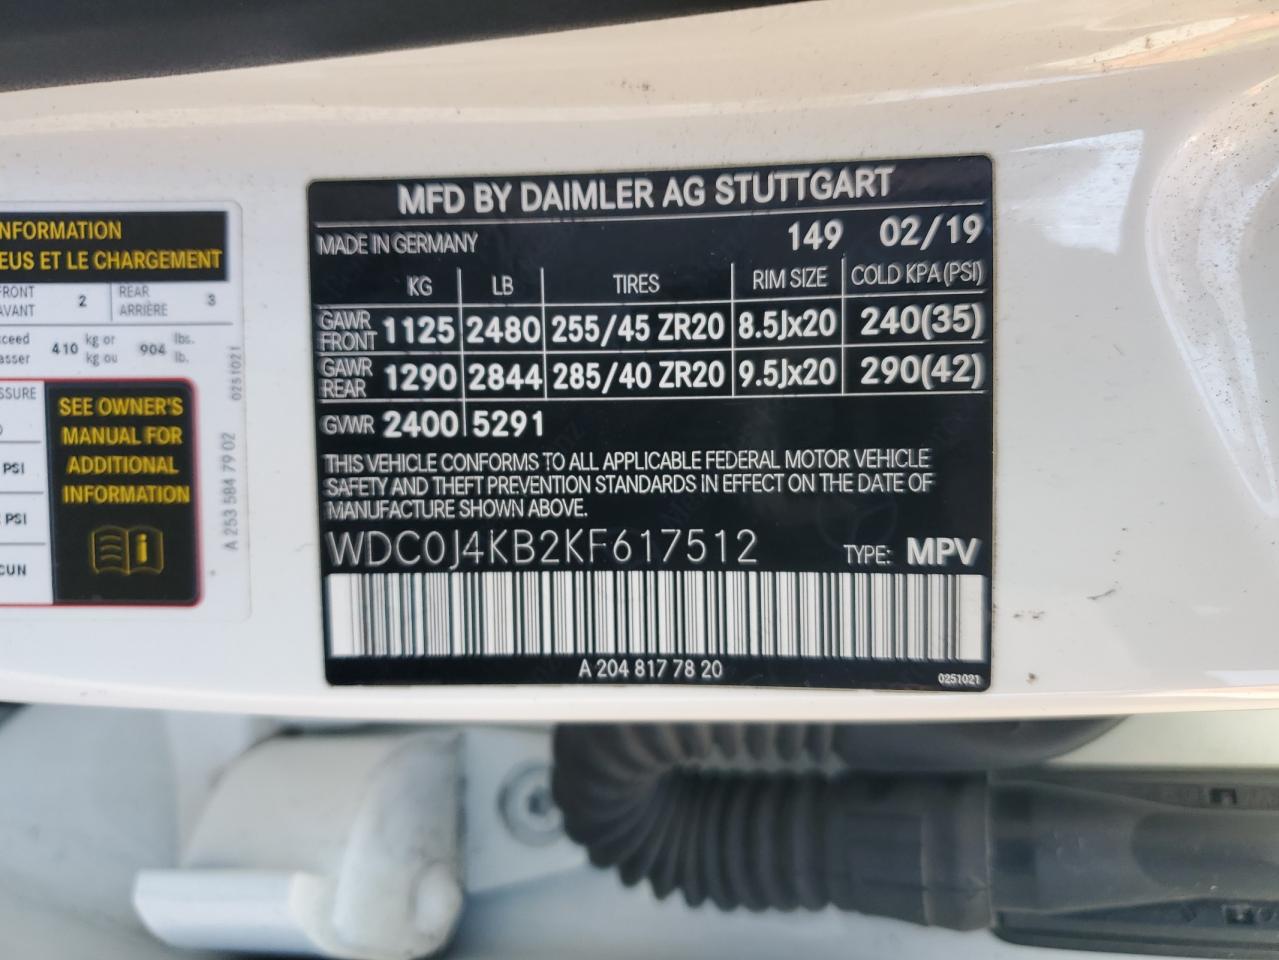 NFORMATION
EUS ET LE CHARGEMENT
FRONT 2 REAR 3
AVANT ARRIÈRE
xceed 410 kg or 904 lbs.
asser kg ou lb.
SSURE
PSI
PSI
CUN
SEE OWNER'S
MANUAL FOR
ADDITIONAL
INFORMATION
i
A 253 584 79 02 0251021
MFD BY DAIMLER AG STUTTGART
MADE IN GERMANY 149 02/19
KG LB TIRES RIM SIZE COLD KPA (PSI)
GAWR FRONT 1125 2480 255/45 ZR20 8.5Jx20 240(35)
GAWR REAR 1290 2844 285/40 ZR20 9.5Jx20 290(42)
GVWR 2400 5291
THIS VEHICLE CONFORMS TO ALL APPLICABLE FEDERAL MOTOR VEHICLE
SAFETY AND THEFT PREVENTION STANDARDS IN EFFECT ON THE DATE OF
MANUFACTURE SHOWN ABOVE.
WDC0J4KB2KF617512 TYPE: MPV
A 204 817 78 20
0251021